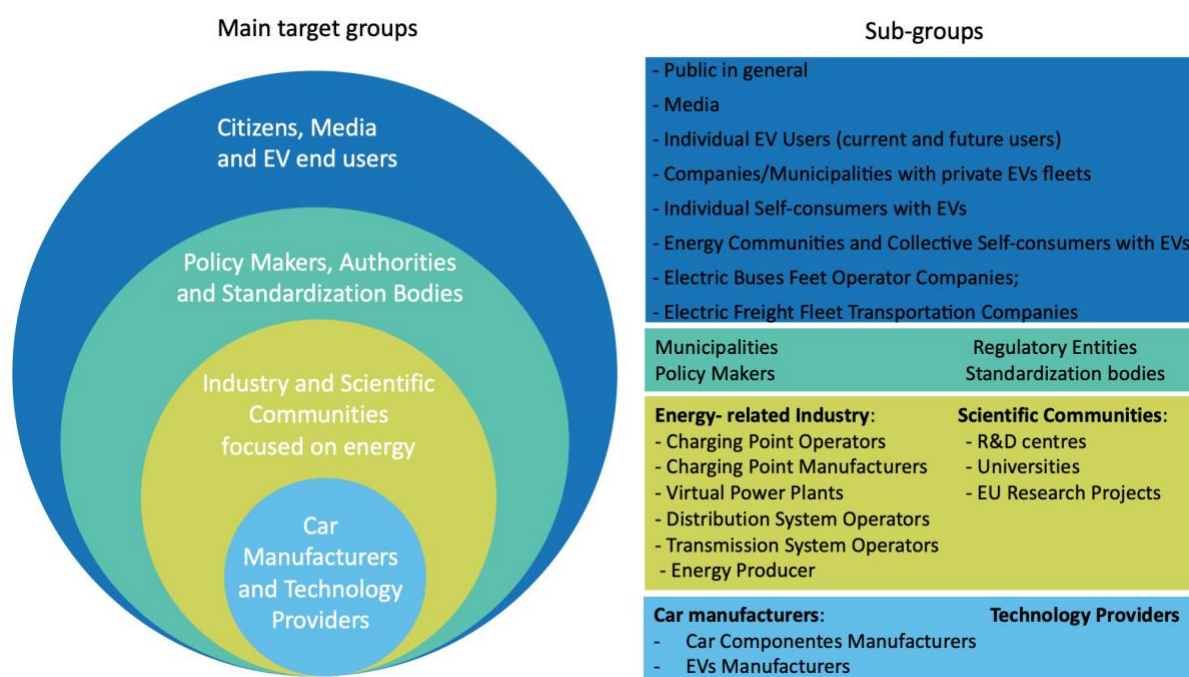 Main target groups
Citizens, Media
and EV end users
Policy Makers, Authorities
and Standardization Bodies
Industry and Scientific
Communities
focused on energy
Car
Manufacturers
and Technology
Providers
Sub-groups
- Public in general
- Media
- Individual EV Users (current and future users)
- Companies/Municipalities with private EVs fleets
- Individual Self-consumers with EVs
- Energy Communities and Collective Self-consumers with EVs
- Electric Buses Feet Operator Companies;
- Electric Freight Fleet Transportation Companies
Municipalities Regulatory Entities
Policy Makers Standardization bodies
Energy- related Industry: Scientific Communities:
- Charging Point Operators - R&D centres
- Charging Point Manufacturers - Universities
- Virtual Power Plants - EU Research Projects
- Distribution System Operators
- Transmission System Operators
- Energy Producer
Car manufacturers: Technology Providers
- Car Componentes Manufacturers
- EVs Manufacturers